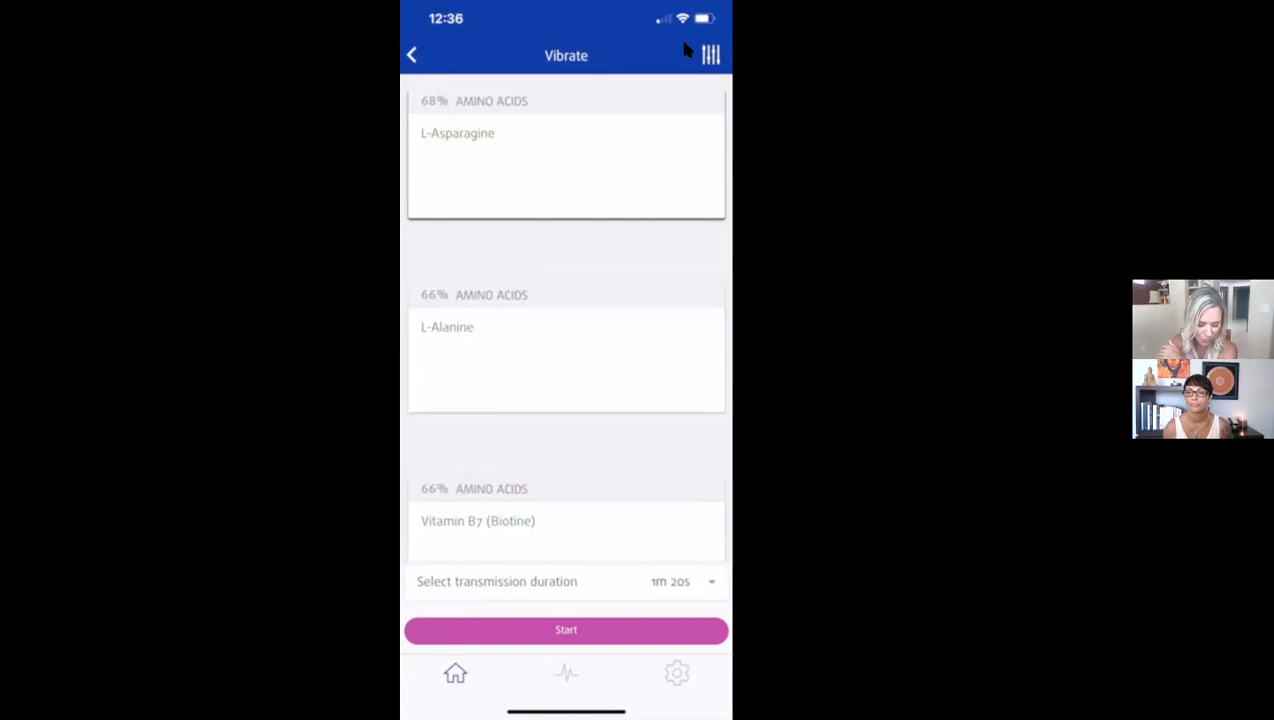 12:36
Vibrate
68% AMINO ACIDS
L-Asparagine
66% AMINO ACIDS
L-Alanine
66% AMINO ACIDS
Vitamin B7 (Biotine)
Select transmission duration 1m 20s
Start